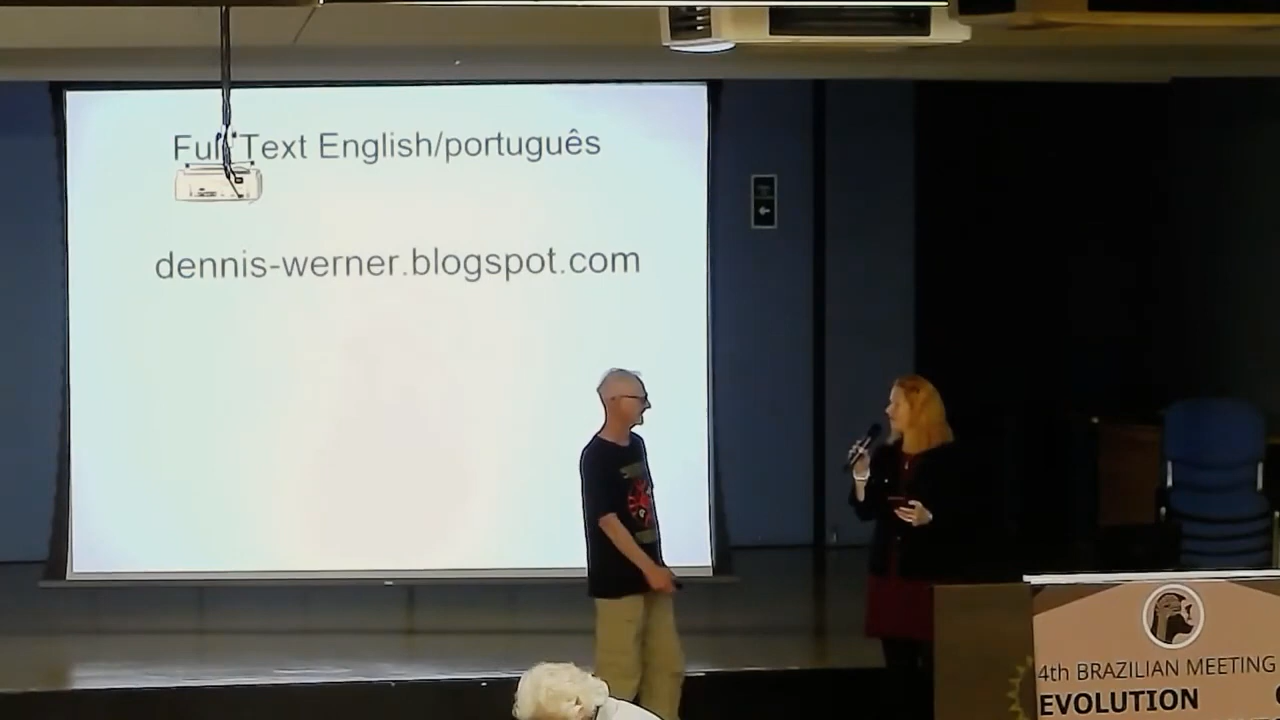 Full Text English/português
dennis-werner.blogspot.com
4th BRAZILIAN MEETING
EVOLUTION